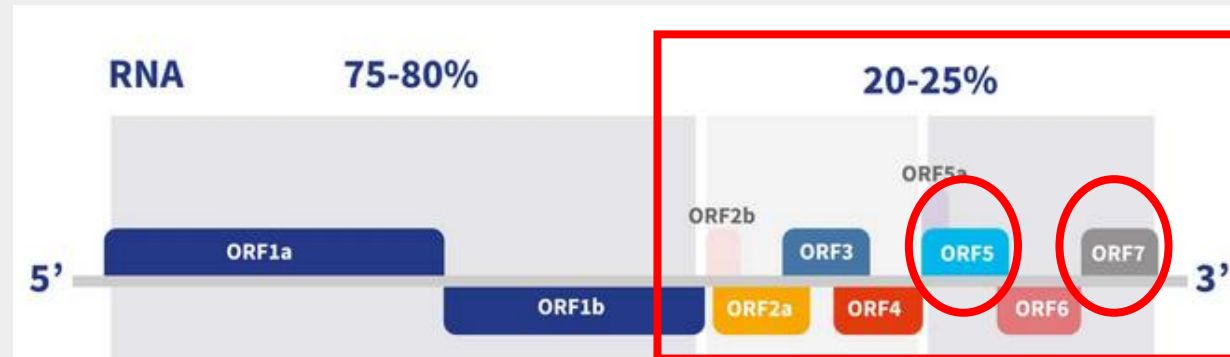 RNA 75-80% 20-25%
ORF5a
ORF2b
ORF1a ORF3 ORF5 ORF7
5’ 3’
ORF1b ORF2a ORF4 ORF6